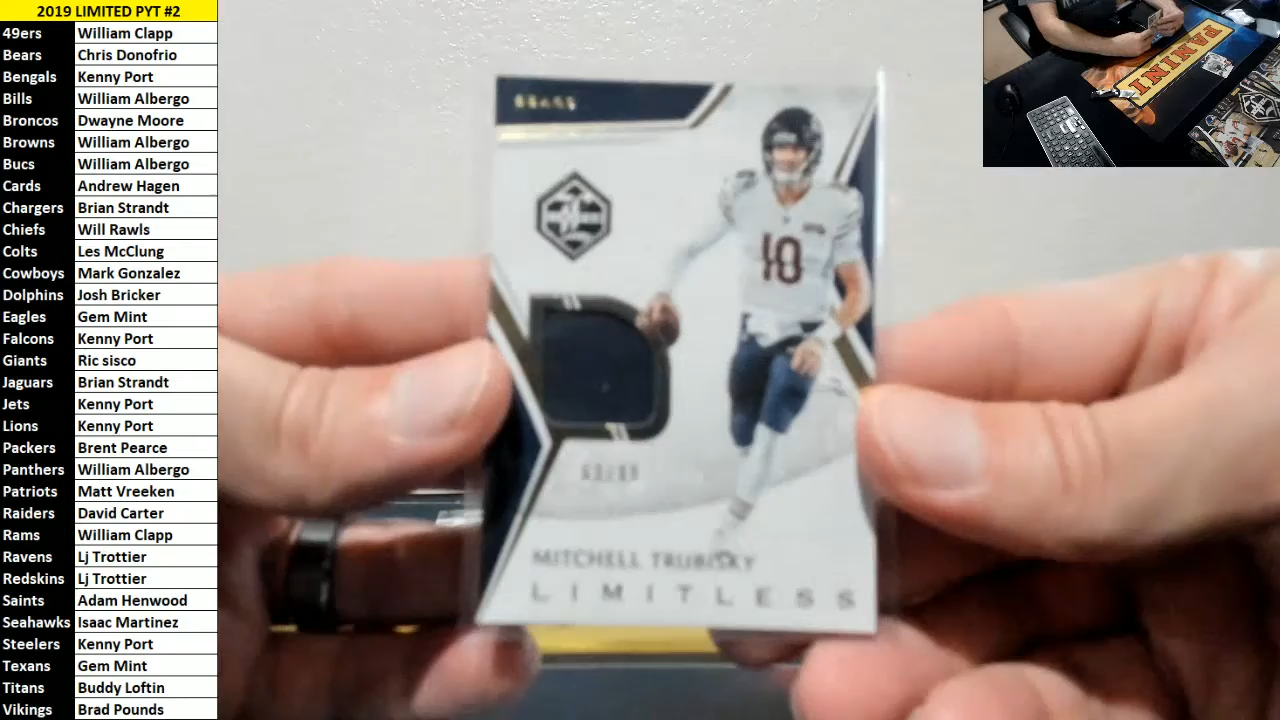 2019 LIMITED PYT #2
49ers William Clapp
Bears Chris Donofrio
Bengals Kenny Port
Bills William Albergo
Broncos Dwayne Moore
Browns William Albergo
Bucs William Albergo
Cards Andrew Hagen
Chargers Brian Strandt
Chiefs Will Rawls
Colts Les McClung
Cowboys Mark Gonzalez
Dolphins Josh Bricker
Eagles Gem Mint
Falcons Kenny Port
Giants Ric sisco
Jaguars Brian Strandt
Jets Kenny Port
Lions Kenny Port
Packers Brent Pearce
Panthers William Albergo
Patriots Matt Vreeken
Raiders David Carter
Rams William Clapp
Ravens Lj Trottier
Redskins Lj Trottier
Saints Adam Henwood
Seahawks Isaac Martinez
Steelers Kenny Port
Texans Gem Mint
Titans Buddy Loftin
Vikings Brad Pounds
10
MITCHELL TRUBISKY
LIMITLESS
PANINI